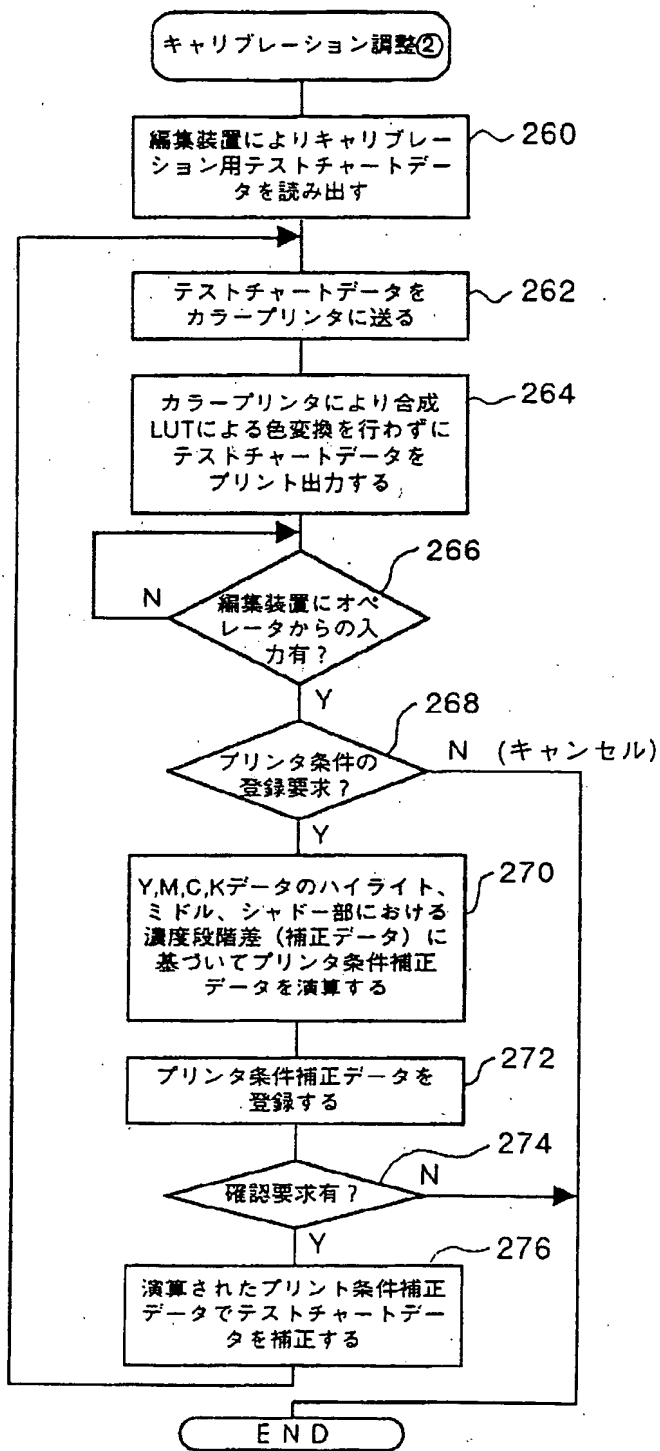 キャリブレーション調整②
編集装置によりキャリブレー
ション用テストチャートデー
タを読み出す
260
テストチャートデータを
カラープリンタに送る
262
カラープリンタにより合成
LUTによる色変換を行わずに
テストチャートデータを
プリント出力する
264
266
N
編集装置にオペ
レータからの入
力有?
Y
268
プリンタ条件の
登録要求?
N (キャンセル)
Y
Y,M,C,Kデータのハイライト、
ミドル、シャドー部における
濃度段階差(補正データ)に
基づいてプリンタ条件補正
データを演算する
270
プリンタ条件補正データを
登録する
272
274
確認要求有?
N
Y
276
演算されたプリント条件補正
データでテストチャートデー
タを補正する
END